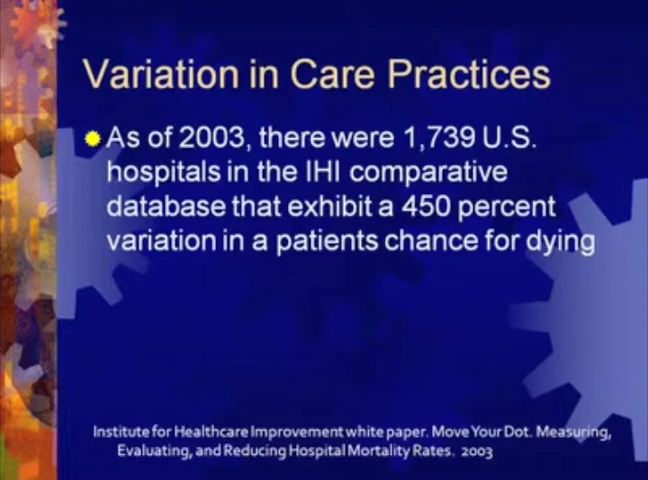 Variation in Care Practices
As of 2003, there were 1,739 U.S.
hospitals in the IHI comparative
database that exhibit a 450 percent
variation in a patients chance for dying
Institute for Healthcare Improvement white paper. Move Your Dot. Measuring,
Evaluating, and Reducing Hospital Mortality Rates. 2003